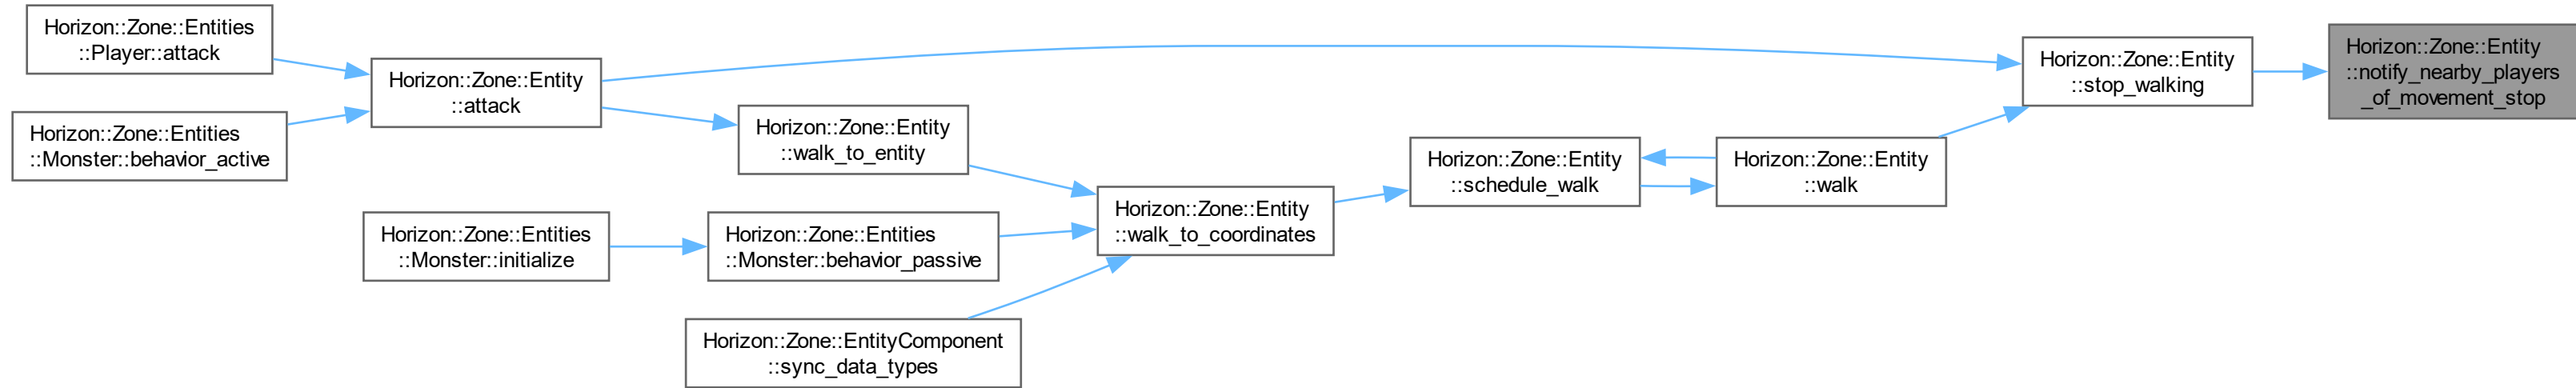 Horizon::Zone::Entities
::Player::attack
Horizon::Zone::Entities
::Monster::behavior_active
Horizon::Zone::Entity
::attack
Horizon::Zone::Entity
::walk_to_entity
Horizon::Zone::Entities
::Monster::initialize
Horizon::Zone::Entities
::Monster::behavior_passive
Horizon::Zone::EntityComponent
::sync_data_types
Horizon::Zone::Entity
::walk_to_coordinates
Horizon::Zone::Entity
::schedule_walk
Horizon::Zone::Entity
::walk
Horizon::Zone::Entity
::stop_walking
Horizon::Zone::Entity
::notify_nearby_players
_of_movement_stop